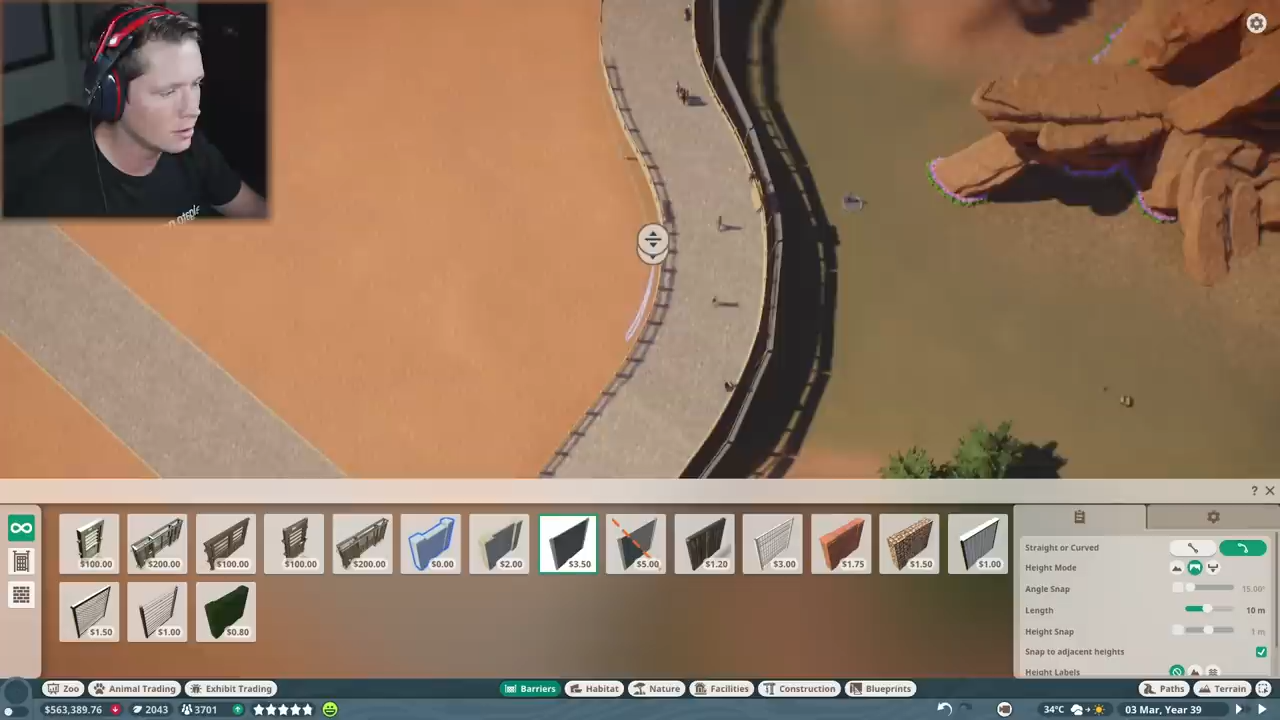 ?
$100.00 $200.00 $100.00 $100.00 $200.00 $0.00 $2.00 $3.50 $5.00 $1.20 $3.00 $1.75 $1.50 $1.00
$1.50 $1.00 $0.80
Straight or Curved
Height Mode
Angle Snap 15.00°
Length 10 m
Height Snap 1 m
Snap to adjacent heights
Height Labels
Zoo Animal Trading Exhibit Trading Barriers Habitat Nature Facilities Construction Blueprints Paths Terrain
$563,389.76 2043 3701 34°C 03 Mar, Year 39